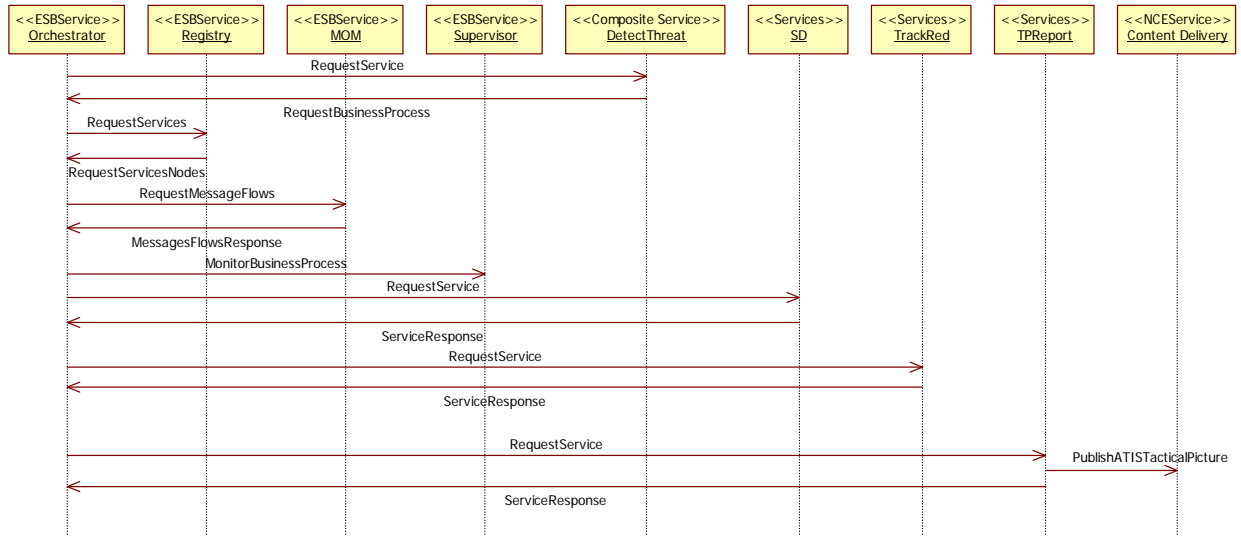 <<ESBService>>
Orchestrator
<<ESBService>>
Registry
<<ESBService>>
MOM
<<ESBService>>
Supervisor
<<Composite Service>>
DetectThreat
<<Services>>
SD
<<Services>>
TrackRed
<<Services>>
TPReport
<<NCEService>>
Content Delivery
RequestService
RequestBusinessProcess
RequestServices
RequestServicesNodes
RequestMessageFlows
MessagesFlowsResponse
MonitorBusinessProcess
RequestService
ServiceResponse
RequestService
ServiceResponse
RequestService
PublishATISTacticalPicture
ServiceResponse